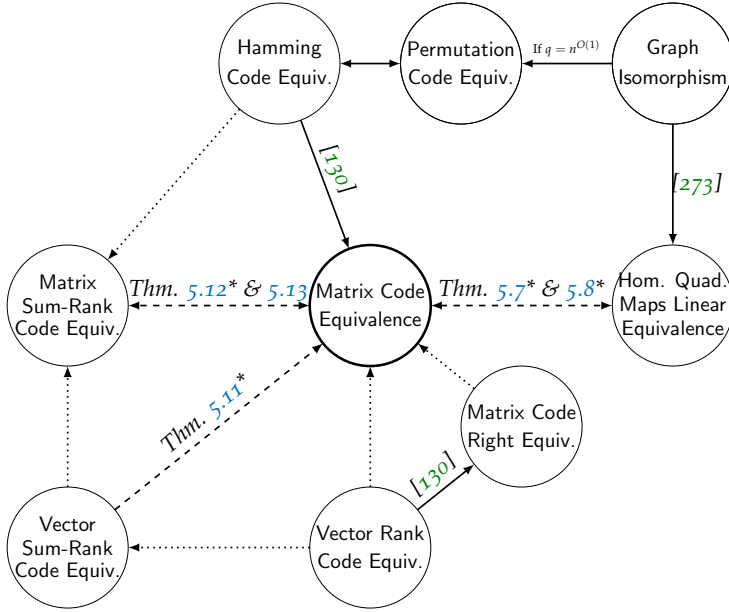 Hamming
Code Equiv.
Permutation
Code Equiv.
If q = n^{O(1)}
Graph
Isomorphism
[130]
[273]
Matrix
Sum-Rank
Code Equiv.
Thm. 5.12* & 5.13
Matrix Code
Equivalence
Thm. 5.7* & 5.8*
Hom. Quad.
Maps Linear
Equivalence
Thm. 5.11*
Matrix Code
Right Equiv.
[130]
Vector
Sum-Rank
Code Equiv.
Vector Rank
Code Equiv.